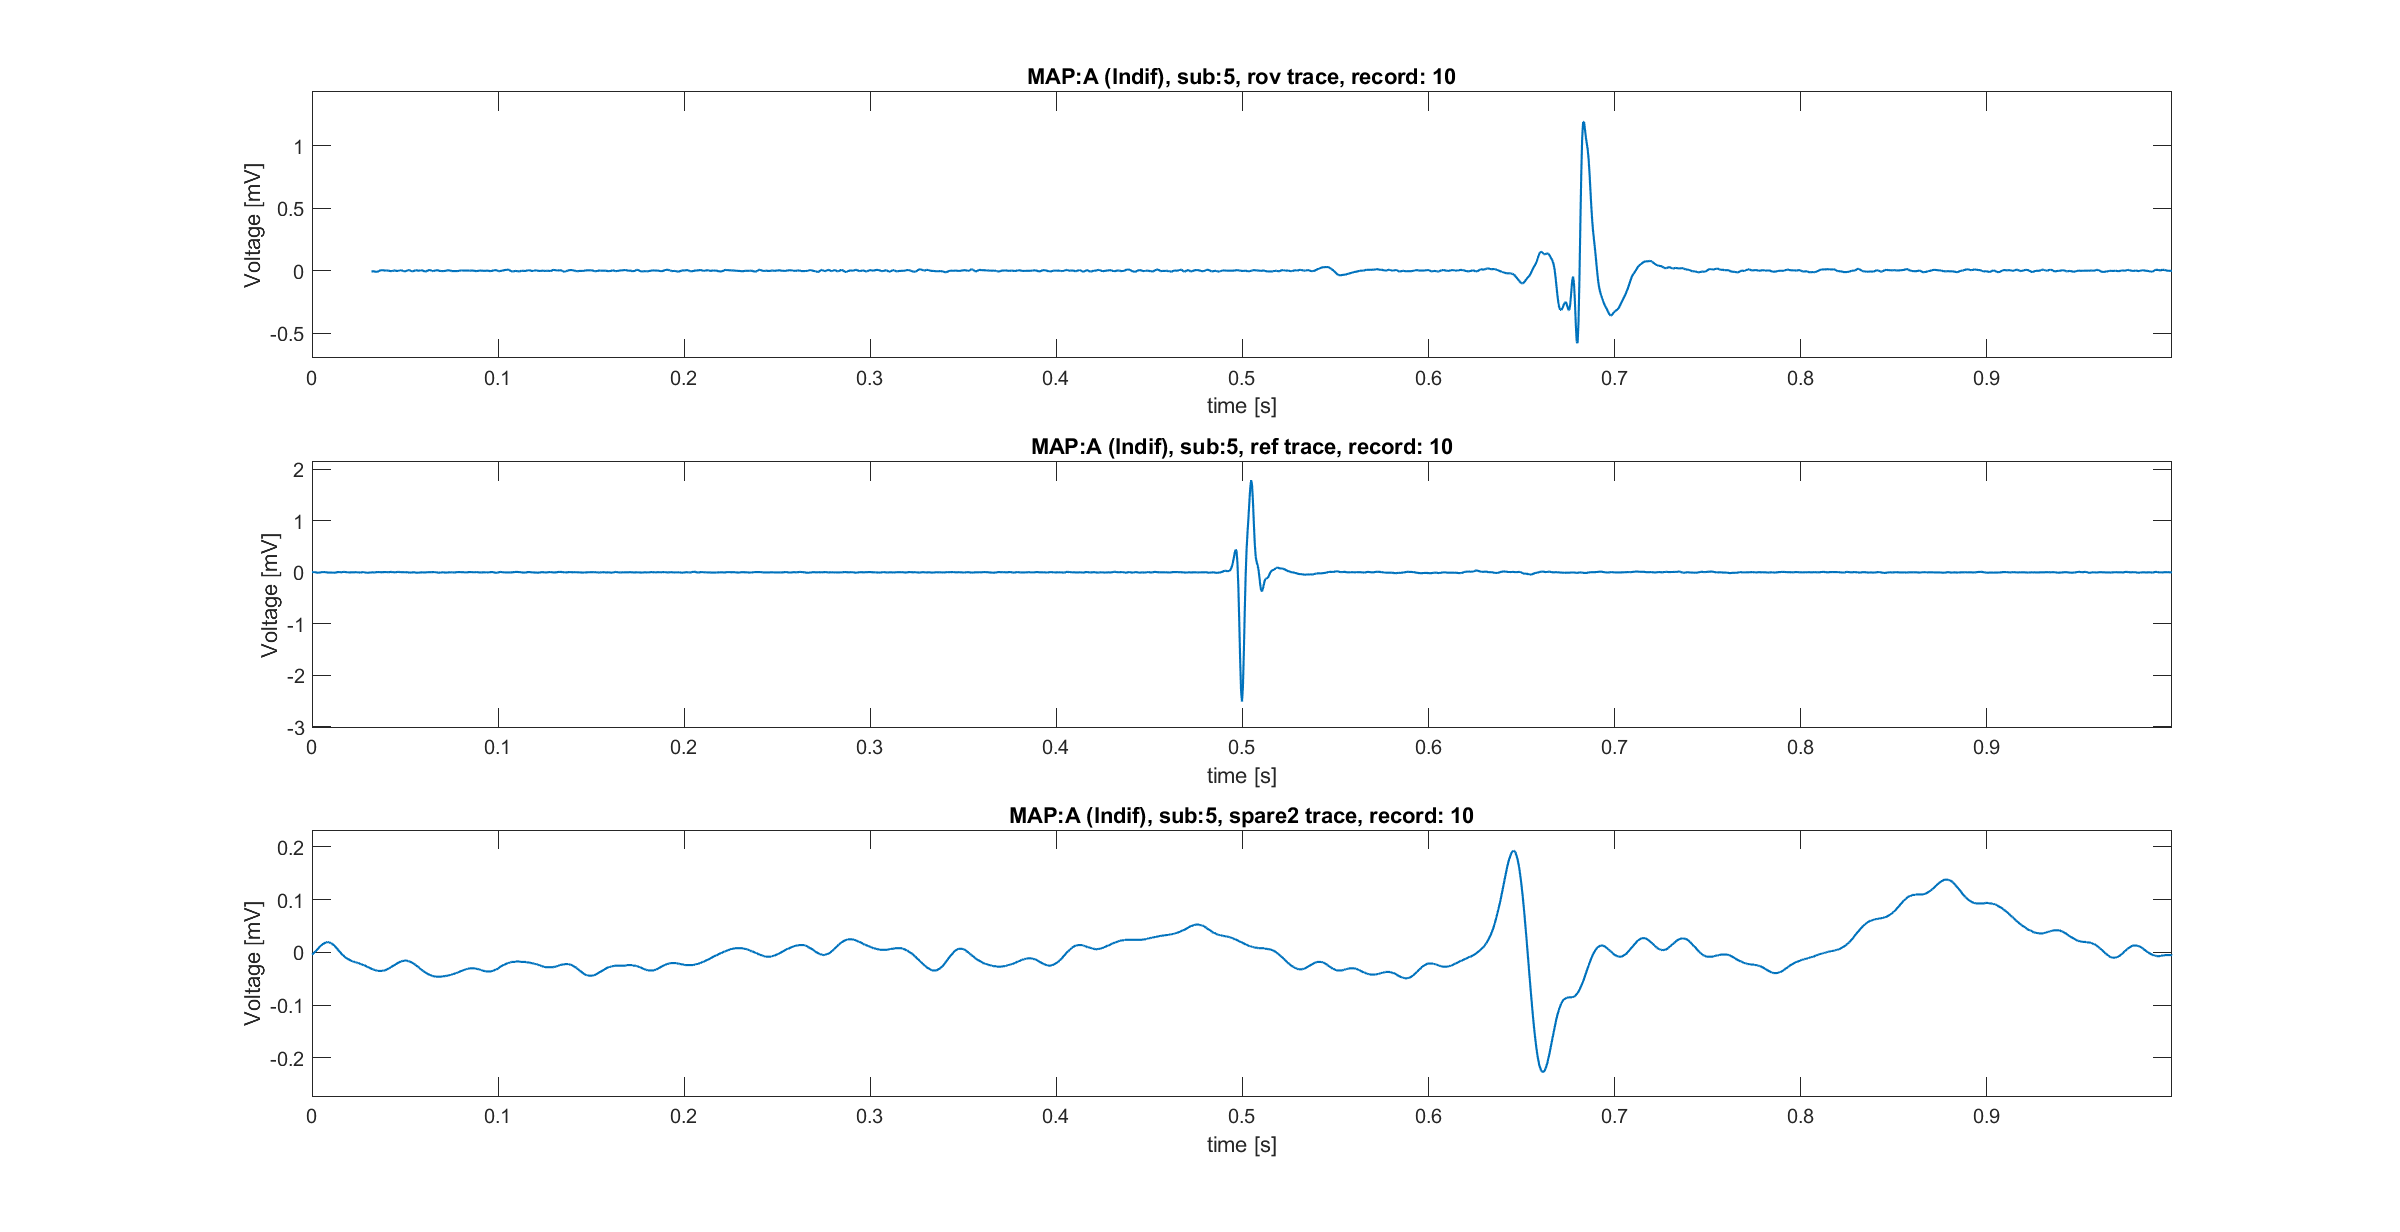 MAP:A (Indif), sub:5, rov trace, record: 10
Voltage [mV]
1
0.5
0
-0.5
0 0.1 0.2 0.3 0.4 0.5 0.6 0.7 0.8 0.9
time [s]
MAP:A (Indif), sub:5, ref trace, record: 10
Voltage [mV]
2
1
0
-1
-2
-3
0 0.1 0.2 0.3 0.4 0.5 0.6 0.7 0.8 0.9
time [s]
MAP:A (Indif), sub:5, spare2 trace, record: 10
Voltage [mV]
0.2
0.1
0
-0.1
-0.2
0 0.1 0.2 0.3 0.4 0.5 0.6 0.7 0.8 0.9
time [s]